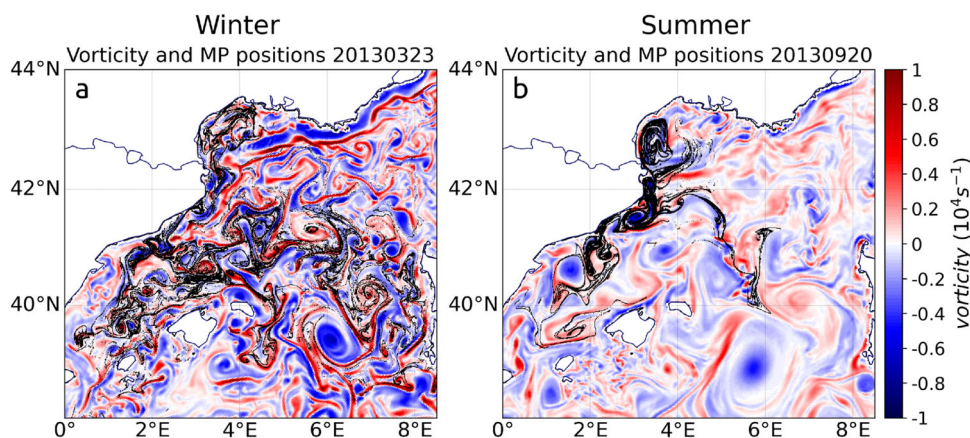 Winter
Vorticity and MP positions 20130323
a
44°N
42°N
40°N
0°
2°E
4°E
6°E
8°E
Summer
Vorticity and MP positions 20130920
b
44°N
42°N
40°N
0°
2°E
4°E
6°E
8°E
1
0.8
0.6
0.4
0.2
0
-0.2
-0.4
-0.6
-0.8
-1
vorticity (10⁴s⁻¹)